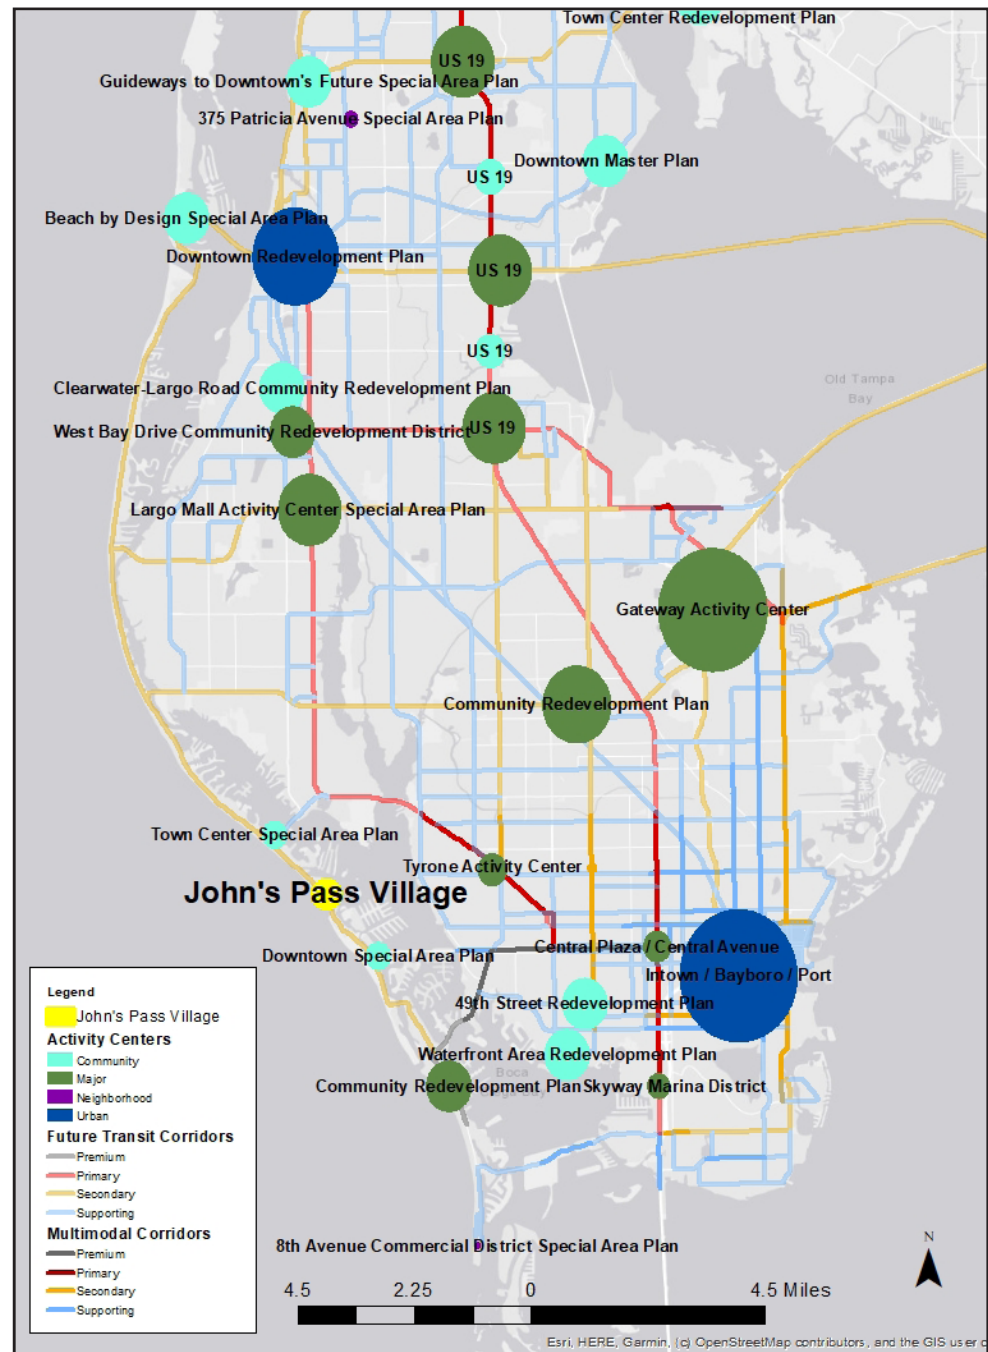 Town Center Redevelopment Plan
US 19
Guideways to Downtown's Future Special Area Plan
375 Patricia Avenue Special Area Plan
Downtown Master Plan
US 19
Beach by Design Special Area Plan
Downtown Redevelopment Plan
US 19
US 19
Old Tampa
Bay
Clearwater-Largo Road Community Redevelopment Plan
West Bay Drive Community Redevelopment District
US 19
Largo Mall Activity Center Special Area Plan
Gateway Activity Center
Community Redevelopment Plan
Town Center Special Area Plan
Tyrone Activity Center
John's Pass Village
Central Plaza / Central Avenue
Downtown Special Area Plan
Intown / Bayboro / Port
49th Street Redevelopment Plan
Waterfront Area Redevelopment Plan
Boca
Bay
Community Redevelopment Plan
Skyway Marina District
8th Avenue Commercial District Special Area Plan
Legend
John's Pass Village
Activity Centers
Community
Major
Neighborhood
Urban
Future Transit Corridors
Premium
Primary
Secondary
Supporting
Multimodal Corridors
Premium
Primary
Secondary
Supporting
N
4.5 2.25 0 4.5 Miles
Esri, HERE, Garmin, (c) OpenStreetMap contributors, and the GIS user c